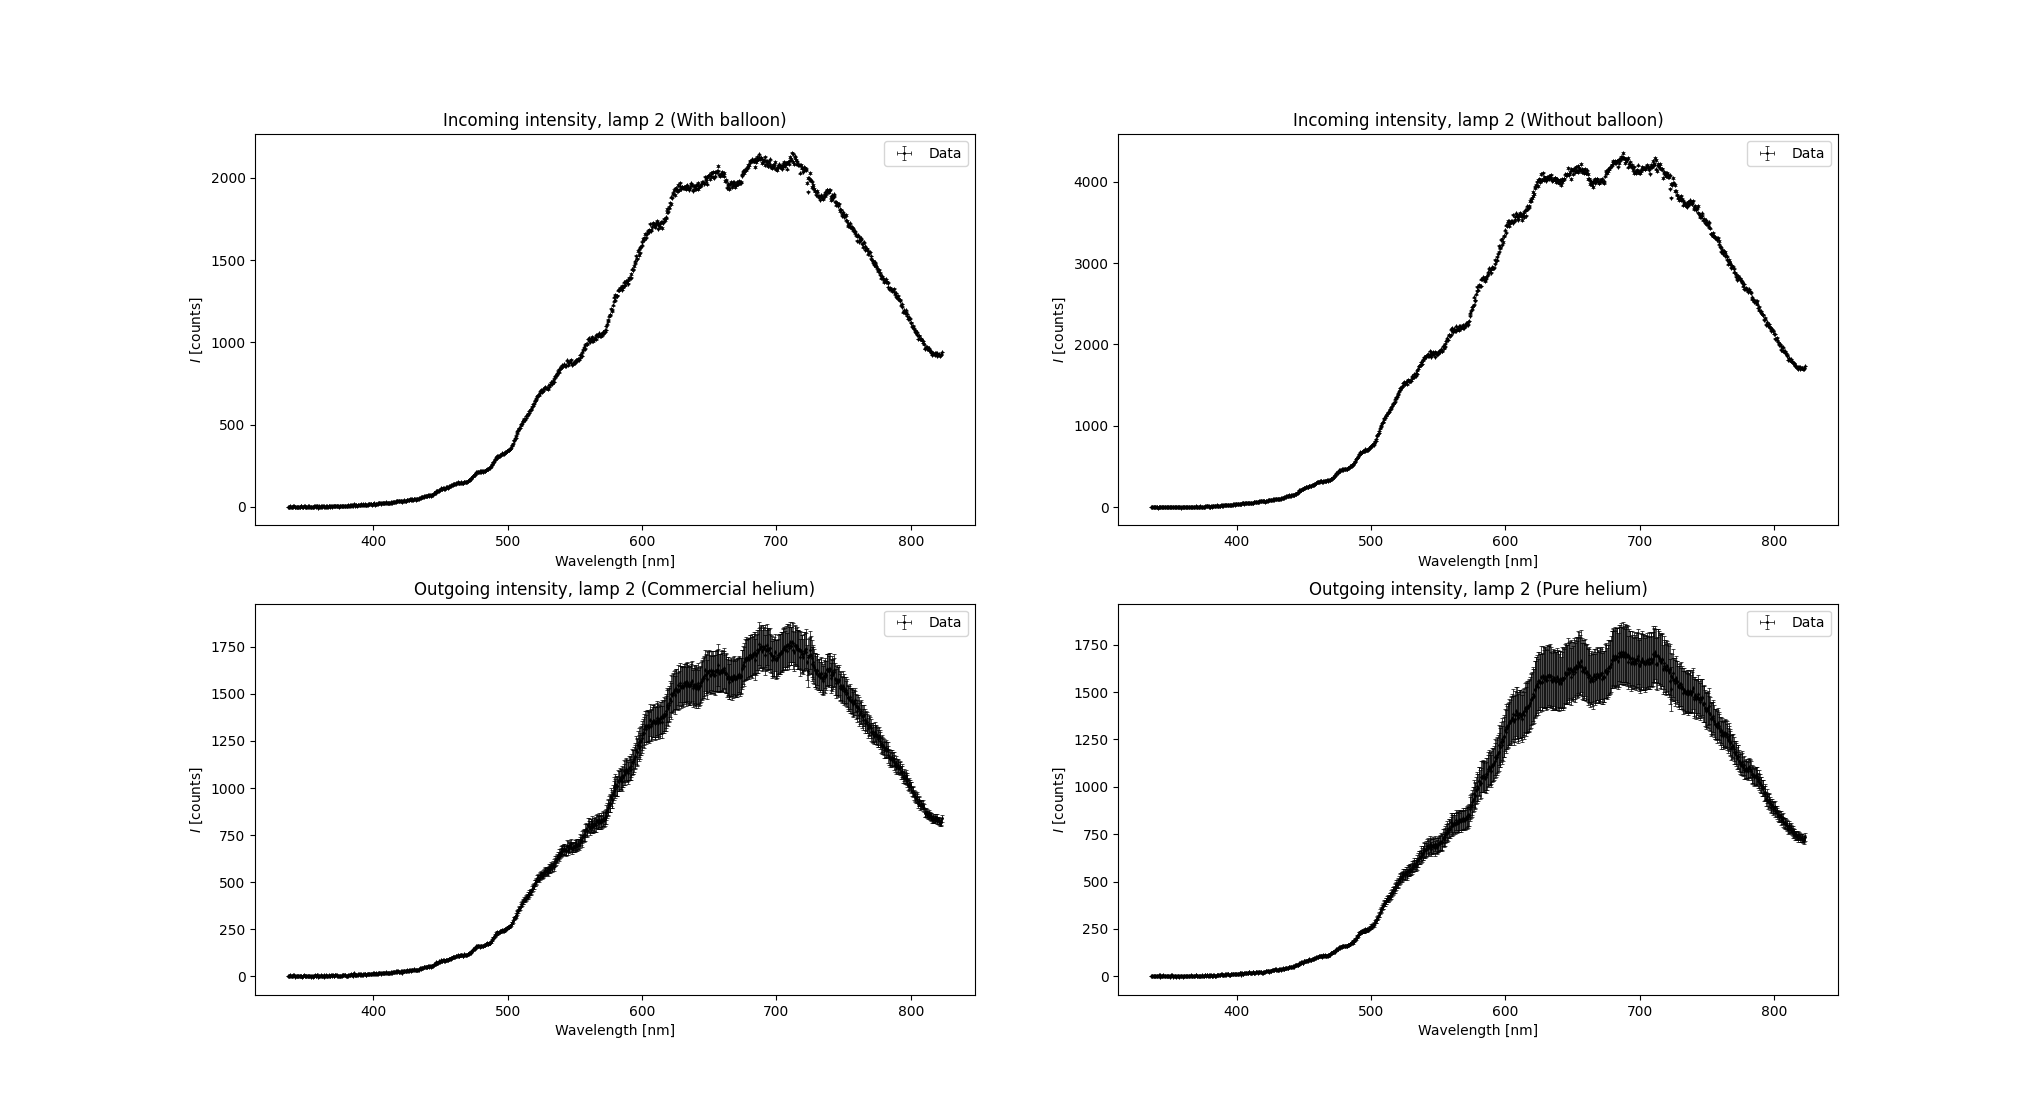 Incoming intensity, lamp 2 (With balloon)
Data
2000
1500
1000
500
0
I [counts]
400 500 600 700 800
Wavelength [nm]
Incoming intensity, lamp 2 (Without balloon)
Data
4000
3000
2000
1000
0
I [counts]
400 500 600 700 800
Wavelength [nm]
Outgoing intensity, lamp 2 (Commercial helium)
Data
1750
1500
1250
1000
750
500
250
0
I [counts]
400 500 600 700 800
Wavelength [nm]
Outgoing intensity, lamp 2 (Pure helium)
Data
1750
1500
1250
1000
750
500
250
0
I [counts]
400 500 600 700 800
Wavelength [nm]